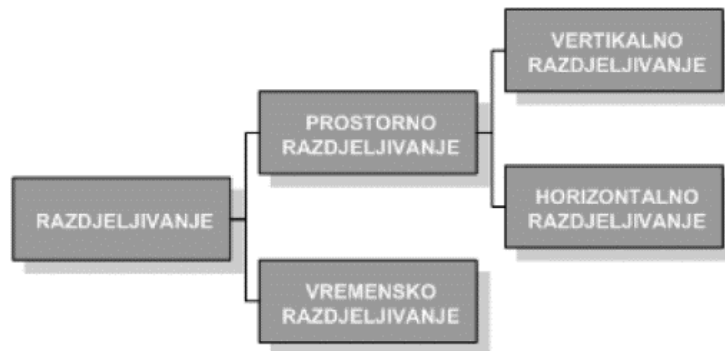 VERTIKALNO
RAZDJELJIVANJE
PROSTORNO
RAZDJELJIVANJE
HORIZONTALNO
RAZDJELJIVANJE
RAZDJELJIVANJE
VREMENSKO
RAZDJELJIVANJE